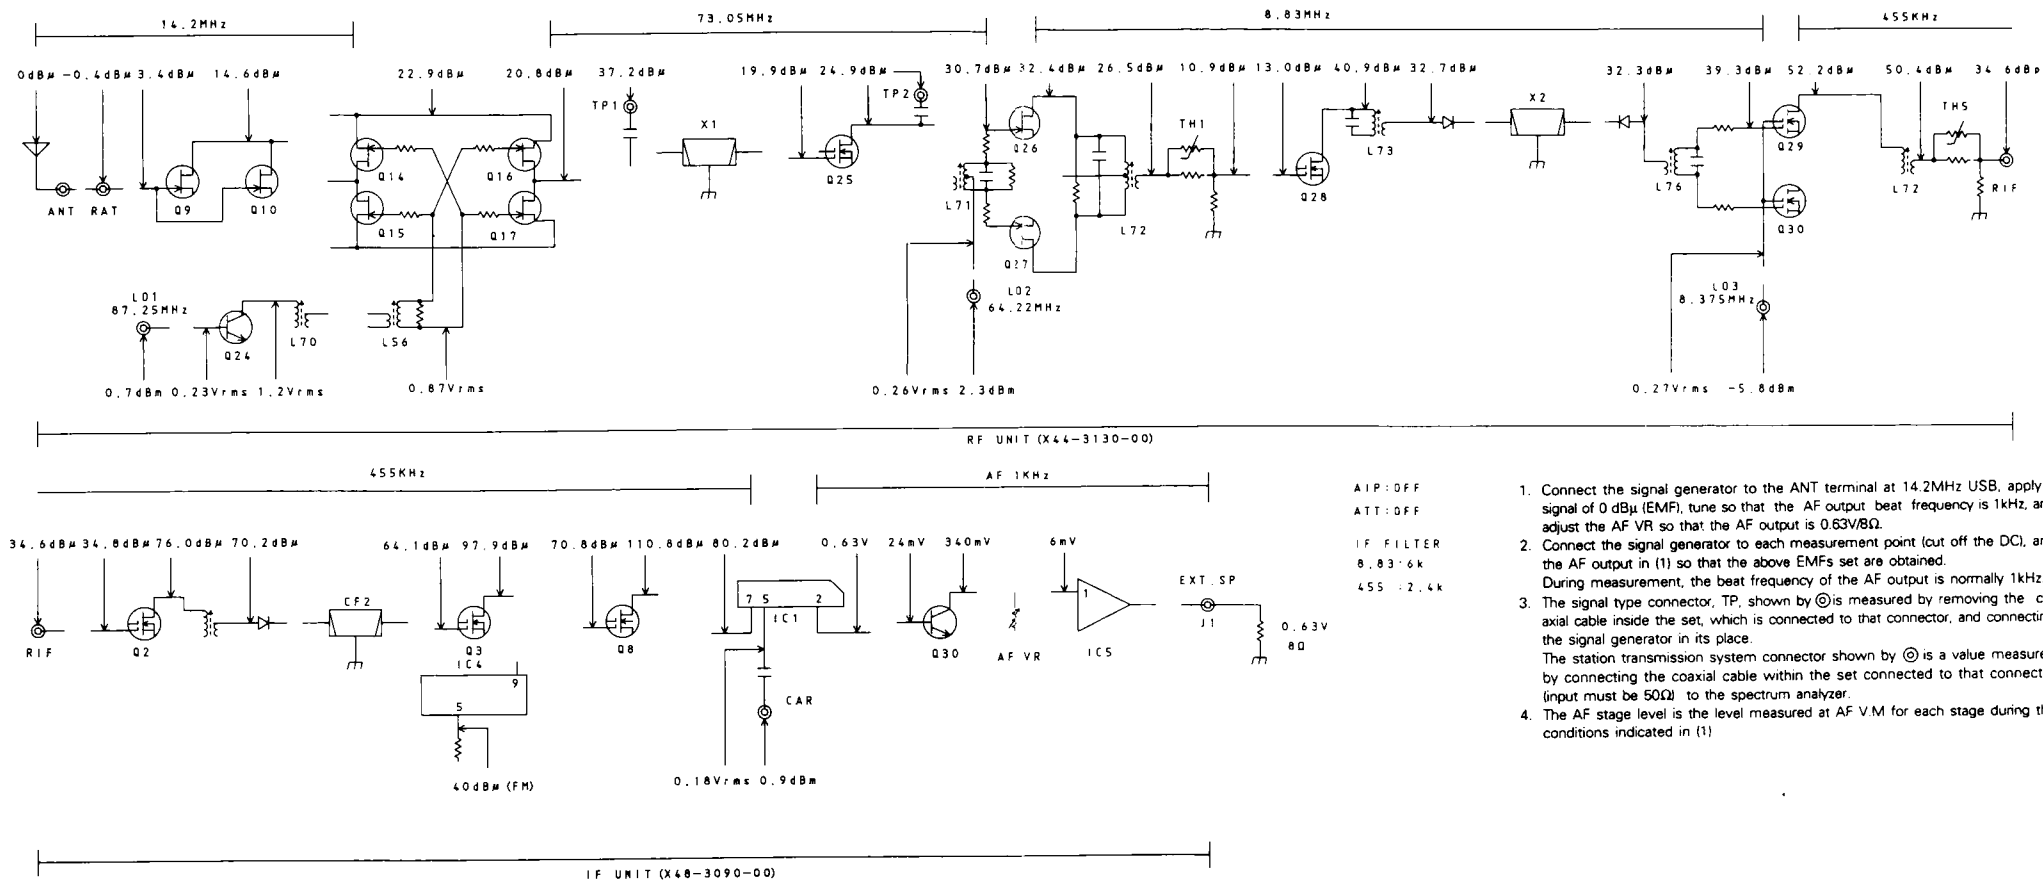 14.2MHz 73.05MHz 8.83MHz 455KHz
0dBμ -0.4dBμ 3.4dBμ 14.6dBμ 22.9dBμ 20.8dBμ 37.2dBμ 19.9dBμ 24.9dBμ 30.7dBμ 32.4dBμ 26.5dBμ 10.9dBμ 13.0dBμ 40.9dBμ 32.7dBμ 32.3dBμ 39.3dBμ 52.2dBμ 50.4dBμ 34.6dBμ
TP1 TP2
X1 TH1 X2 TH5
Q14 Q16 Q25 Q26 L73 Q29
ANT RAT Q9 Q10 L71 Q28 L76 L72 RIF
Q15 Q17 L72 Q30
Q27
LO1
87.25MHz
LO2
64.22MHz
LO3
8.375MHz
Q24 L70 L56
0.7dBm 0.23Vrms 1.2Vrms 0.87Vrms 0.26Vrms 2.3dBm 0.27Vrms -5.8dBm
RF UNIT (X44-3130-00)
455KHz AF 1KHz
34.6dBμ 34.8dBμ 76.0dBμ 70.2dBμ 64.1dBμ 97.9dBμ 70.8dBμ 110.8dBμ 80.2dBμ 0.63V 24mV 340mV 6mV
CF2 7 5 2 1 EXT.SP
IC1
RIF Q2 Q3 Q8 Q30 AF VR IC5 J1 0.63V
8Ω
IC4
9
5
CAR
40dBμ (FM) 0.18Vrms 0.9dBm
IF UNIT (X48-3090-00)
AIP:OFF
ATT:OFF
IF FILTER
8.83:6k
455 :2.4k
1. Connect the signal generator to the ANT terminal at 14.2MHz USB, apply
signal of 0 dBμ (EMF), tune so that the AF output beat frequency is 1kHz, an
adjust the AF VR so that the AF output is 0.63V/8Ω.
2. Connect the signal generator to each measurement point (cut off the DC), an
the AF output in (1) so that the above EMFs set are obtained.
During measurement, the beat frequency of the AF output is normally 1kHz
3. The signal type connector, TP, shown by ◎ is measured by removing the c
axial cable inside the set, which is connected to that connector, and connectin
the signal generator in its place.
The station transmission system connector shown by ◎ is a value measure
by connecting the coaxial cable within the set connected to that connect
(input must be 50Ω) to the spectrum analyzer.
4. The AF stage level is the level measured at AF V.M for each stage during th
conditions indicated in (1)